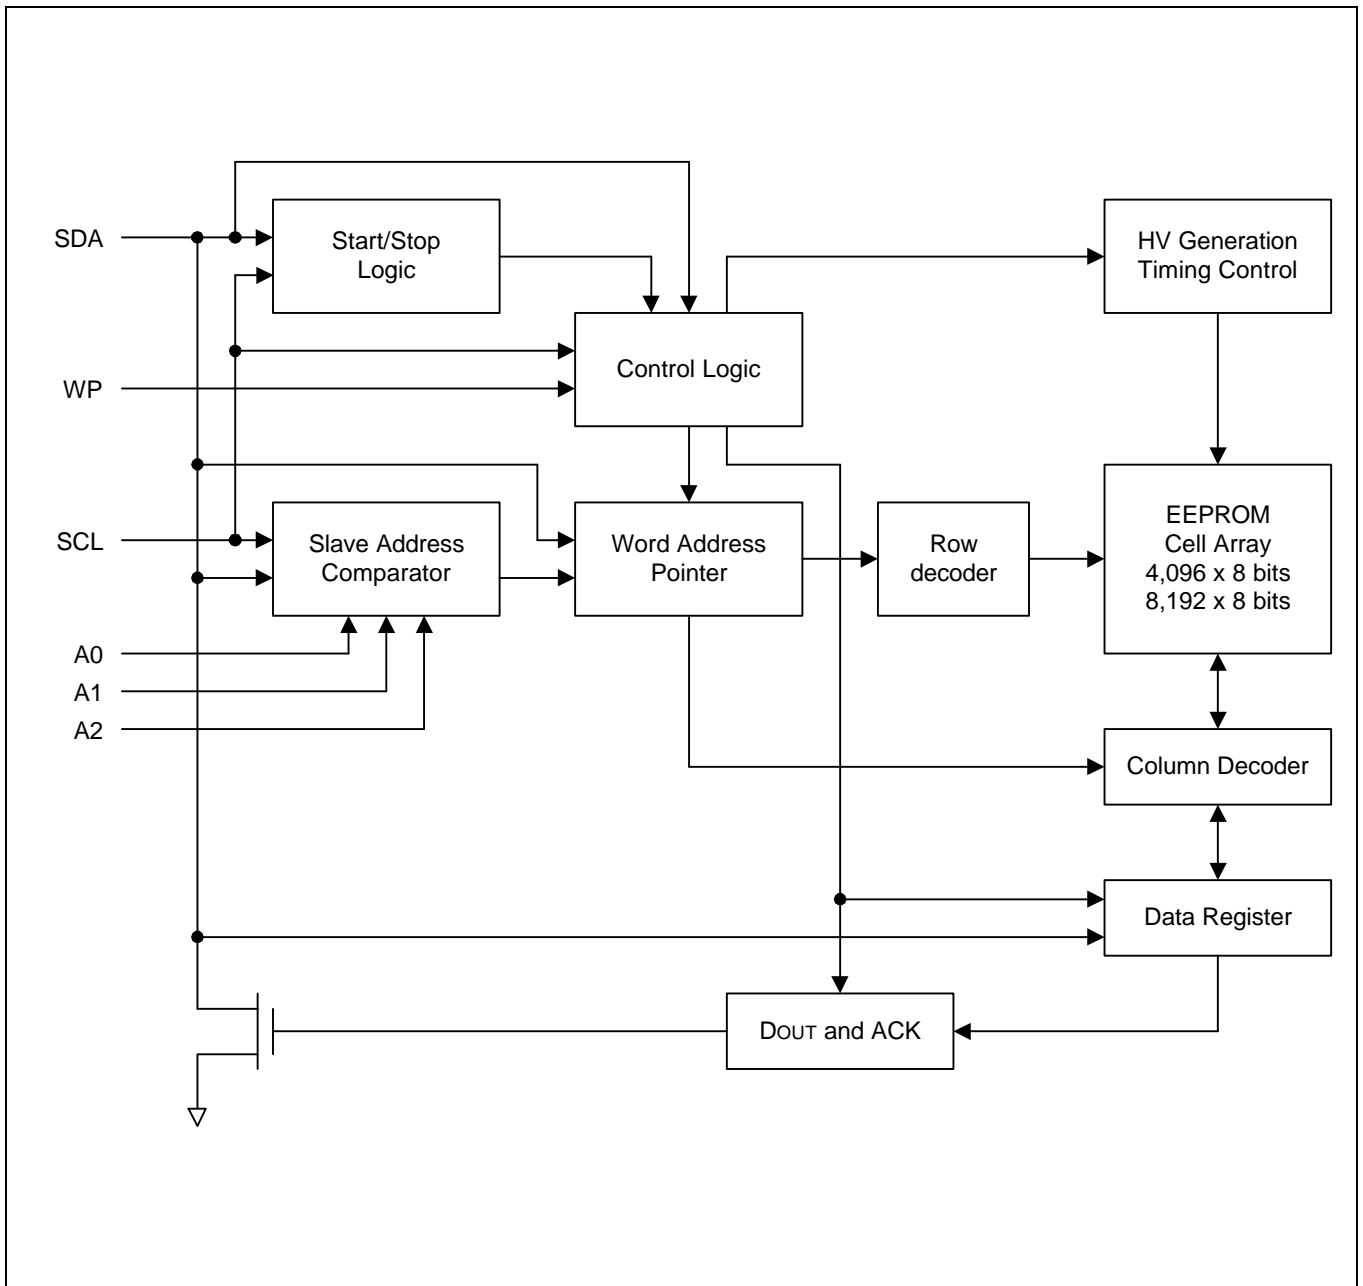 SDA
Start/Stop
Logic
HV Generation
Timing Control
Control Logic
WP
SCL
Slave Address
Comparator
Word Address
Pointer
Row
decoder
EEPROM
Cell Array
4,096 x 8 bits
8,192 x 8 bits
A0
A1
A2
Column Decoder
Data Register
DOUT and ACK